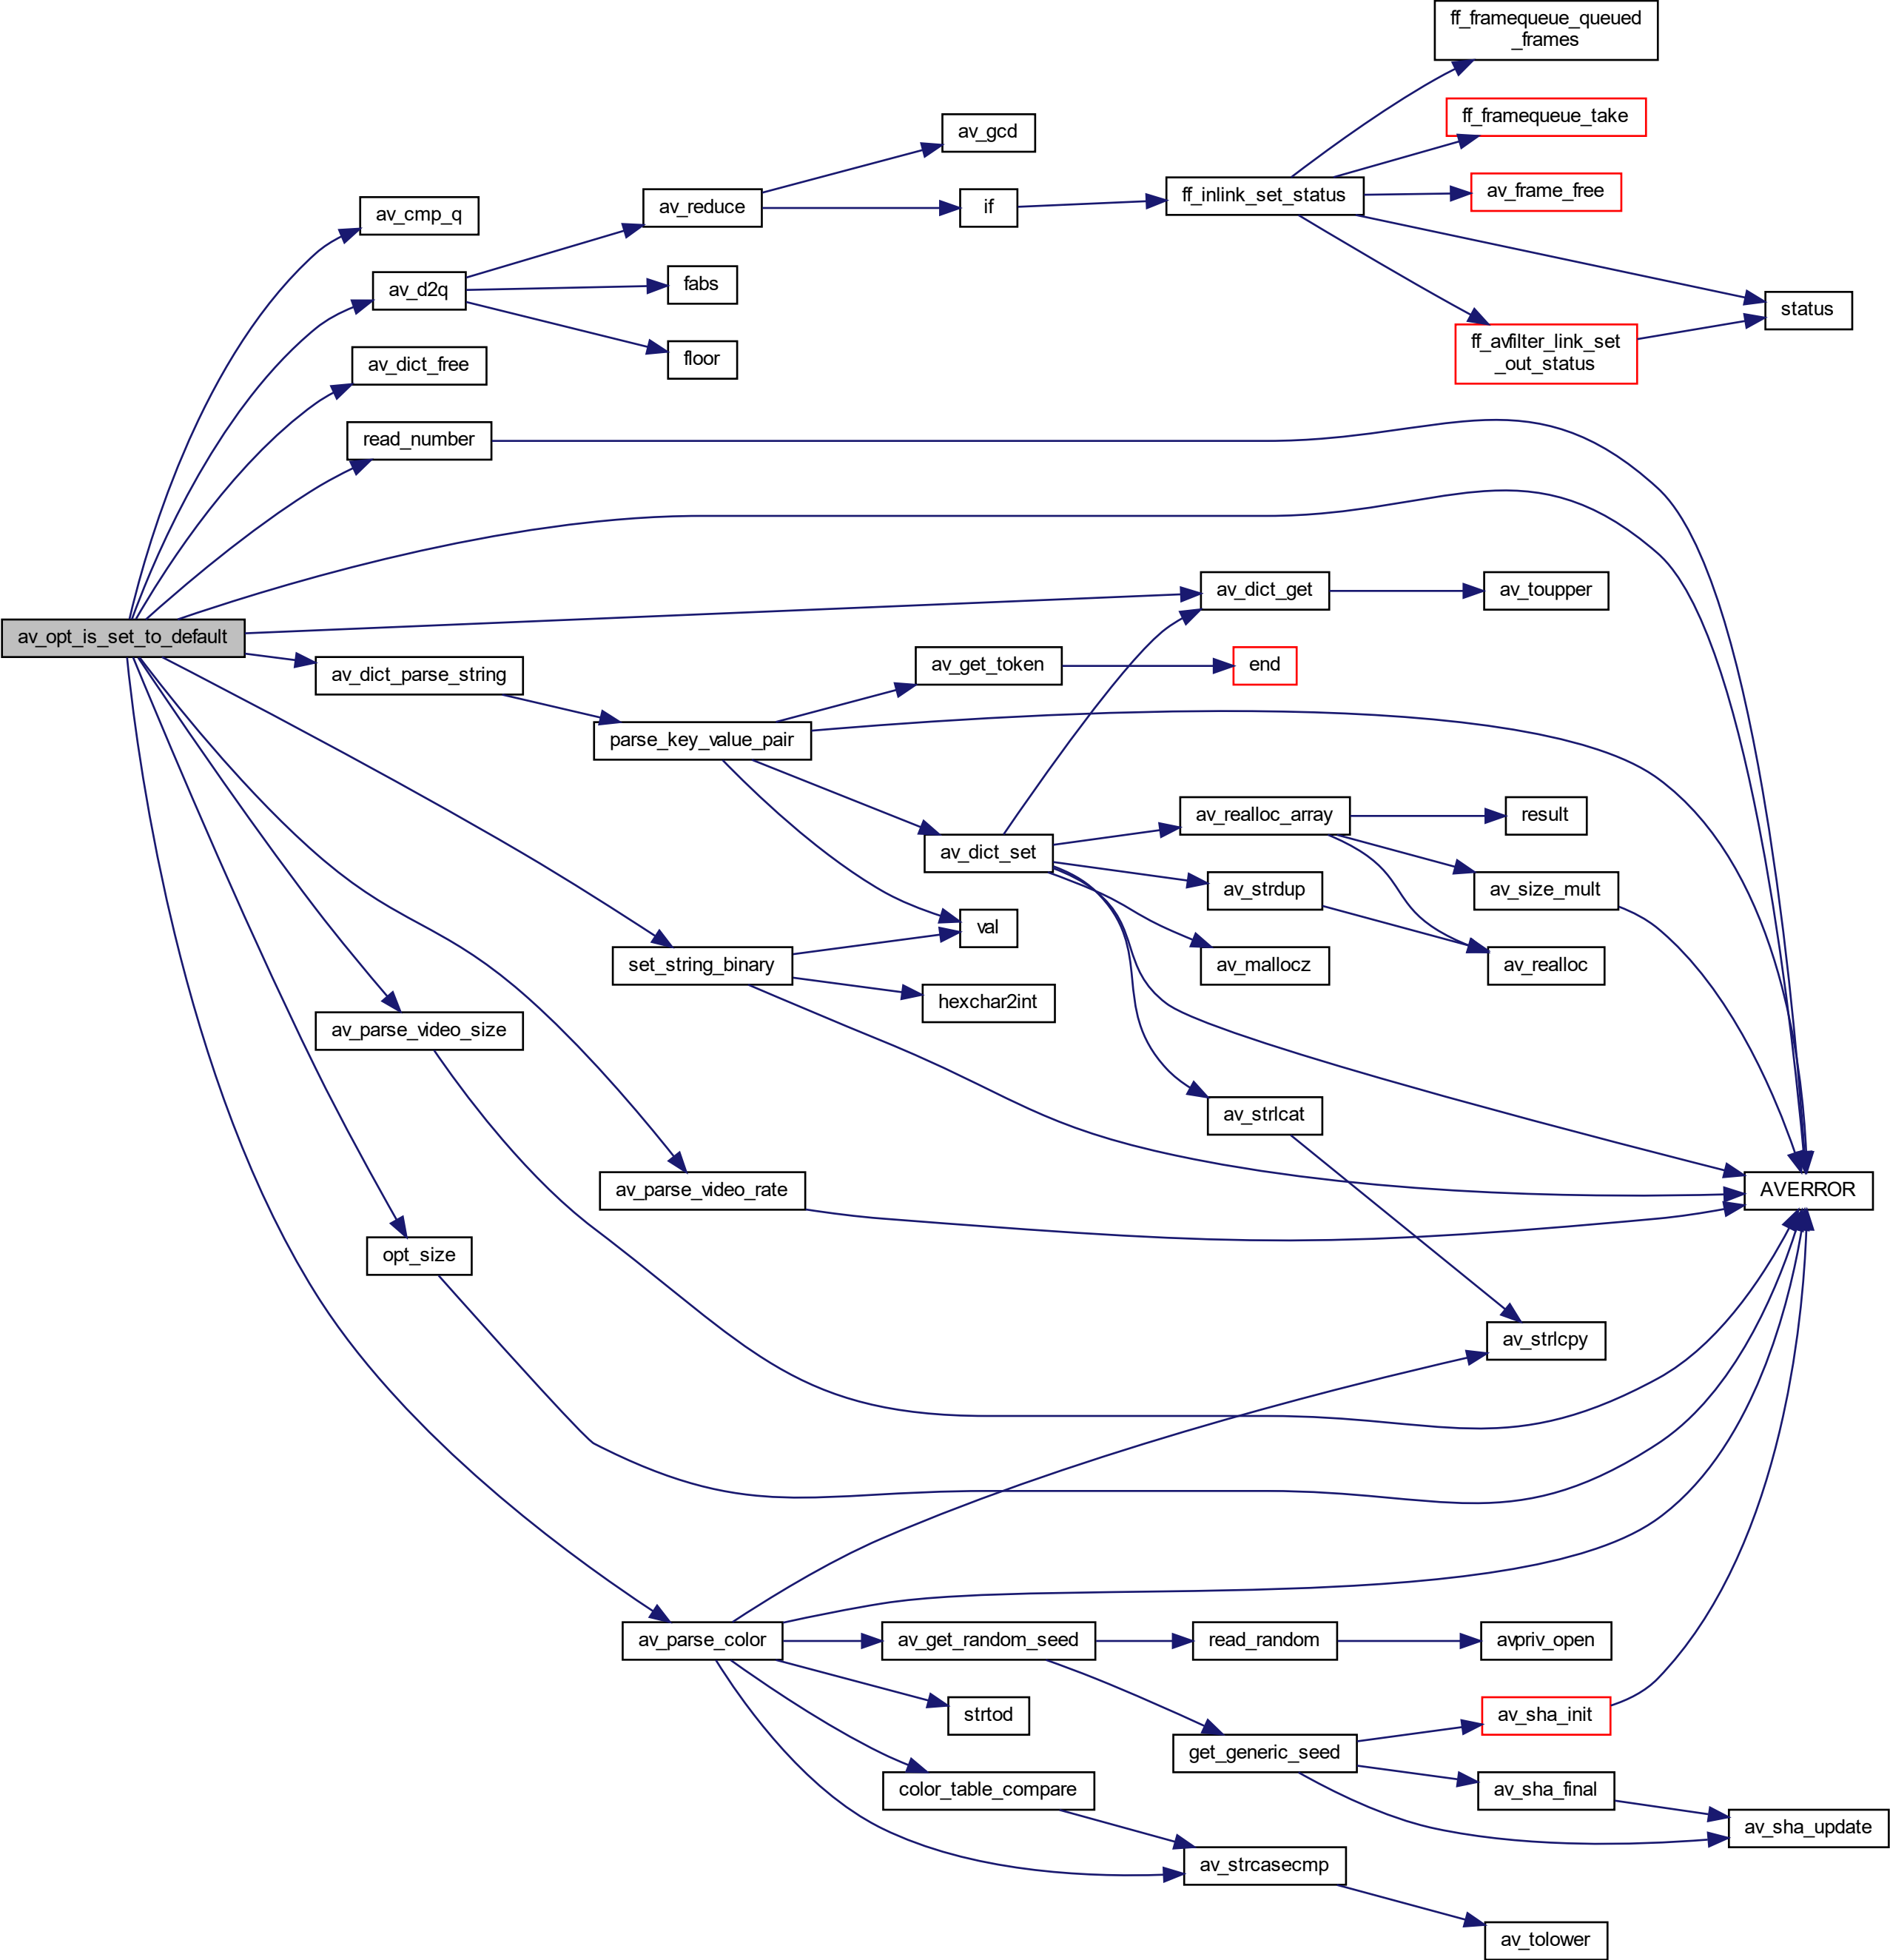 ff_framequeue_queued
_frames
ff_framequeue_take
av_gcd
av_reduce
if
ff_inlink_set_status
av_frame_free
av_cmp_q
av_d2q
fabs
status
ff_avfilter_link_set
_out_status
floor
av_dict_free
read_number
av_dict_get
av_toupper
av_opt_is_set_to_default
av_dict_parse_string
av_get_token
end
parse_key_value_pair
av_realloc_array
result
av_dict_set
av_strdup
av_size_mult
val
set_string_binary
av_mallocz
av_realloc
hexchar2int
av_parse_video_size
av_strlcat
av_parse_video_rate
AVERROR
opt_size
av_strlcpy
av_parse_color
av_get_random_seed
read_random
avpriv_open
strtod
av_sha_init
get_generic_seed
color_table_compare
av_sha_final
av_sha_update
av_strcasecmp
av_tolower